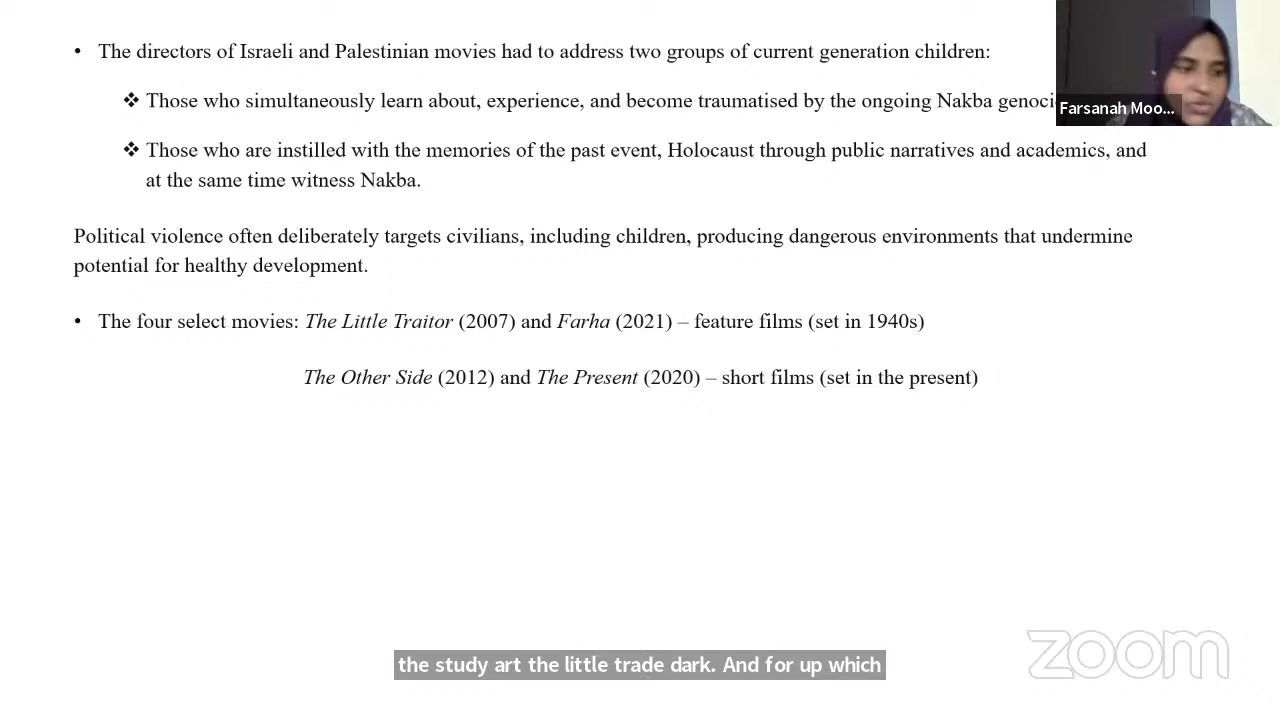 • The directors of Israeli and Palestinian movies had to address two groups of current generation children:
❖ Those who simultaneously learn about, experience, and become traumatised by the ongoing Nakba genoci
Farsanah Moo...
❖ Those who are instilled with the memories of the past event, Holocaust through public narratives and academics, and
at the same time witness Nakba.
Political violence often deliberately targets civilians, including children, producing dangerous environments that undermine
potential for healthy development.
• The four select movies: The Little Traitor (2007) and Farha (2021) – feature films (set in 1940s)
The Other Side (2012) and The Present (2020) – short films (set in the present)
the study art the little trade dark. And for up which
zoom